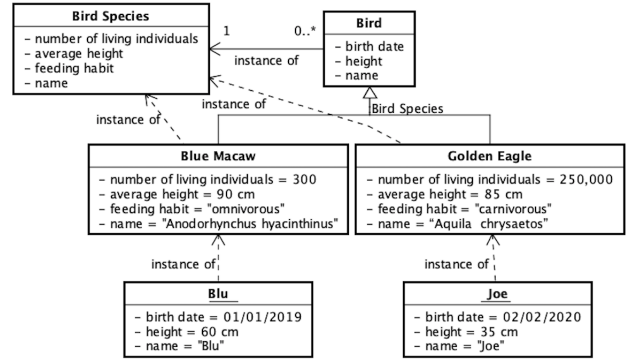 Bird Species
- number of living individuals
- average height
- feeding habit
- name
1
0..*
instance of
Bird
- birth date
- height
- name
instance of
instance of
Bird Species
Blue Macaw
- number of living individuals = 300
- average height = 90 cm
- feeding habit = "omnivorous"
- name = "Anodorhynchus hyacinthinus"
Golden Eagle
- number of living individuals = 250,000
- average height = 85 cm
- feeding habit = "carnivorous"
- name = “Aquila chrysaetos"
instance of
instance of
Blu
- birth date = 01/01/2019
- height = 60 cm
- name = "Blu"
Joe
- birth date = 02/02/2020
- height = 35 cm
- name = "Joe"